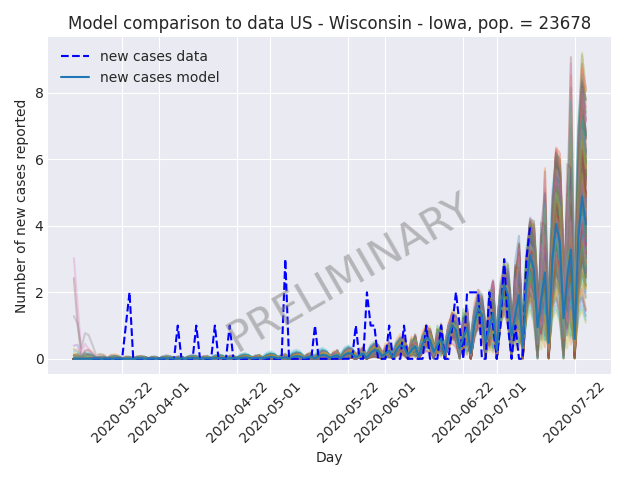 Model comparison to data US - Wisconsin - Iowa, pop. = 23678
new cases data
new cases model
PRELIMINARY
Number of new cases reported
8
6
4
2
0
2020-03-22
2020-04-01
2020-04-22
2020-05-01
2020-05-22
2020-06-01
2020-06-22
2020-07-01
2020-07-22
Day